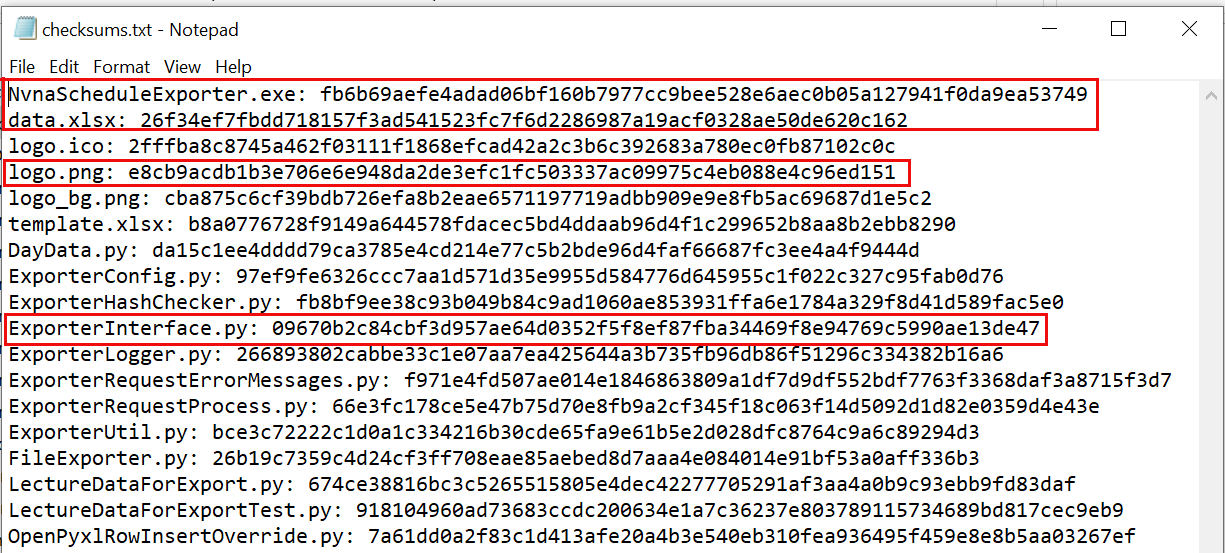 checksums.txt - Notepad
File Edit Format View Help
NvnaScheduleExporter.exe: fb6b69aefe4adad06bf160b7977cc9bee528e6aec0b05a127941f0da9ea53749
data.xlsx: 26f34ef7fbdd718157f3ad541523fc7f6d2286987a19acf0328ae50de620c162
logo.ico: 2fffba8c8745a462f03111f1868efcad42a2c3b6c392683a780ec0fb87102c0c
logo.png: e8cb9acdb1b3e706e6e948da2de3efc1fc503337ac09975c4eb088e4c96ed151
logo_bg.png: cba875c6cf39bdb726efa8b2eae6571197719adbb909e9e8fb5ac69687d1e5c2
template.xlsx: b8a0776728f9149a644578fdacec5bd4ddaab96d4f1c299652b8aa8b2ebb8290
DayData.py: da15c1ee4dddd79ca3785e4cd214e77c5b2bde96d4faf66687fc3ee4a4f9444d
ExporterConfig.py: 97ef9fe6326ccc7aa1d571d35e9955d584776d645955c1f022c327c95fab0d76
ExporterHashChecker.py: fb8bf9ee38c93b049b84c9ad1060ae853931ffa6e1784a329f8d41d589fac5e0
ExporterInterface.py: 09670b2c84cbf3d957ae64d0352f5f8ef87fba34469f8e94769c5990ae13de47
ExporterLogger.py: 266893802cabbe33c1e07aa7ea425644a3b735fb96db86f51296c334382b16a6
ExporterRequestErrorMessages.py: f971e4fd507ae014e1846863809a1df7d9df552bdf7763f3368daf3a8715f3d7
ExporterRequestProcess.py: 66e3fc178ce5e47b75d70e8fb9a2cf345f18c063f14d5092d1d82e0359d4e43e
ExporterUtil.py: bce3c72222c1d0a1c334216b30cde65fa9e61b5e2d028dfc8764c9a6c89294d3
FileExporter.py: 26b19c7359c4d24cf3ff708eae85aebed8d7aaa4e084014e91bf53a0aff336b3
LectureDataForExport.py: 674ce38816bc3c5265515805e4dec42277705291af3aa4a0b9c93ebb9fd83daf
LectureDataForExportTest.py: 918104960ad73683ccdc200634e1a7c36237e803789115734689bd817cec9eb9
OpenPyxlRowInsertOverride.py: 7a61dd0a2f83c1d413afe20a4b3e540eb310fea936495f459e8e8b5aa03267ef